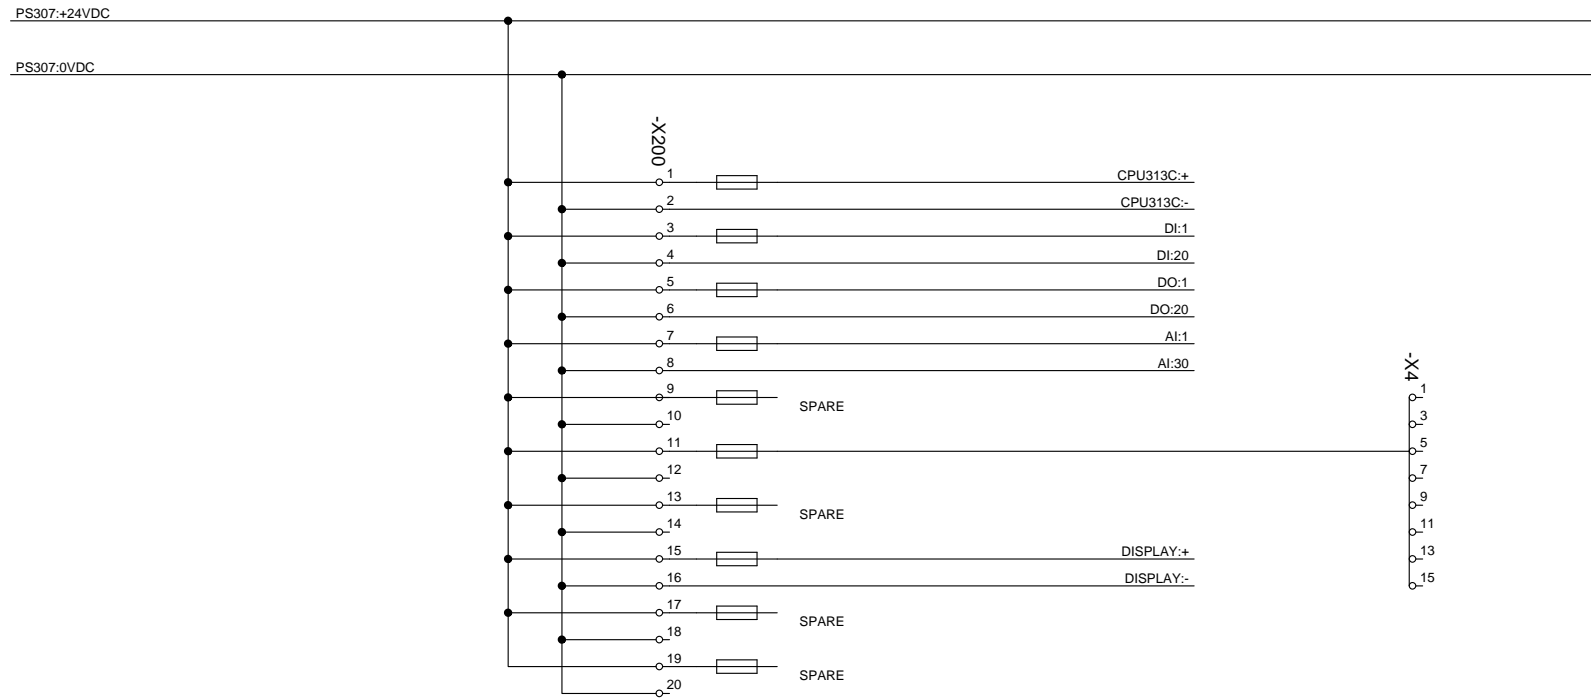 PS307:+24VDC
PS307:0VDC
-X200
1 CPU313C:+
2 CPU313C:-
3 DI:1
4 DI:20
5 DO:1
6 DO:20
7 AI:1
8 AI:30
9 SPARE
10
11
12
13 SPARE
14
15 DISPLAY:+
16 DISPLAY:-
17 SPARE
18
19 SPARE
20
-X4
1
3
5
7
9
11
13
15